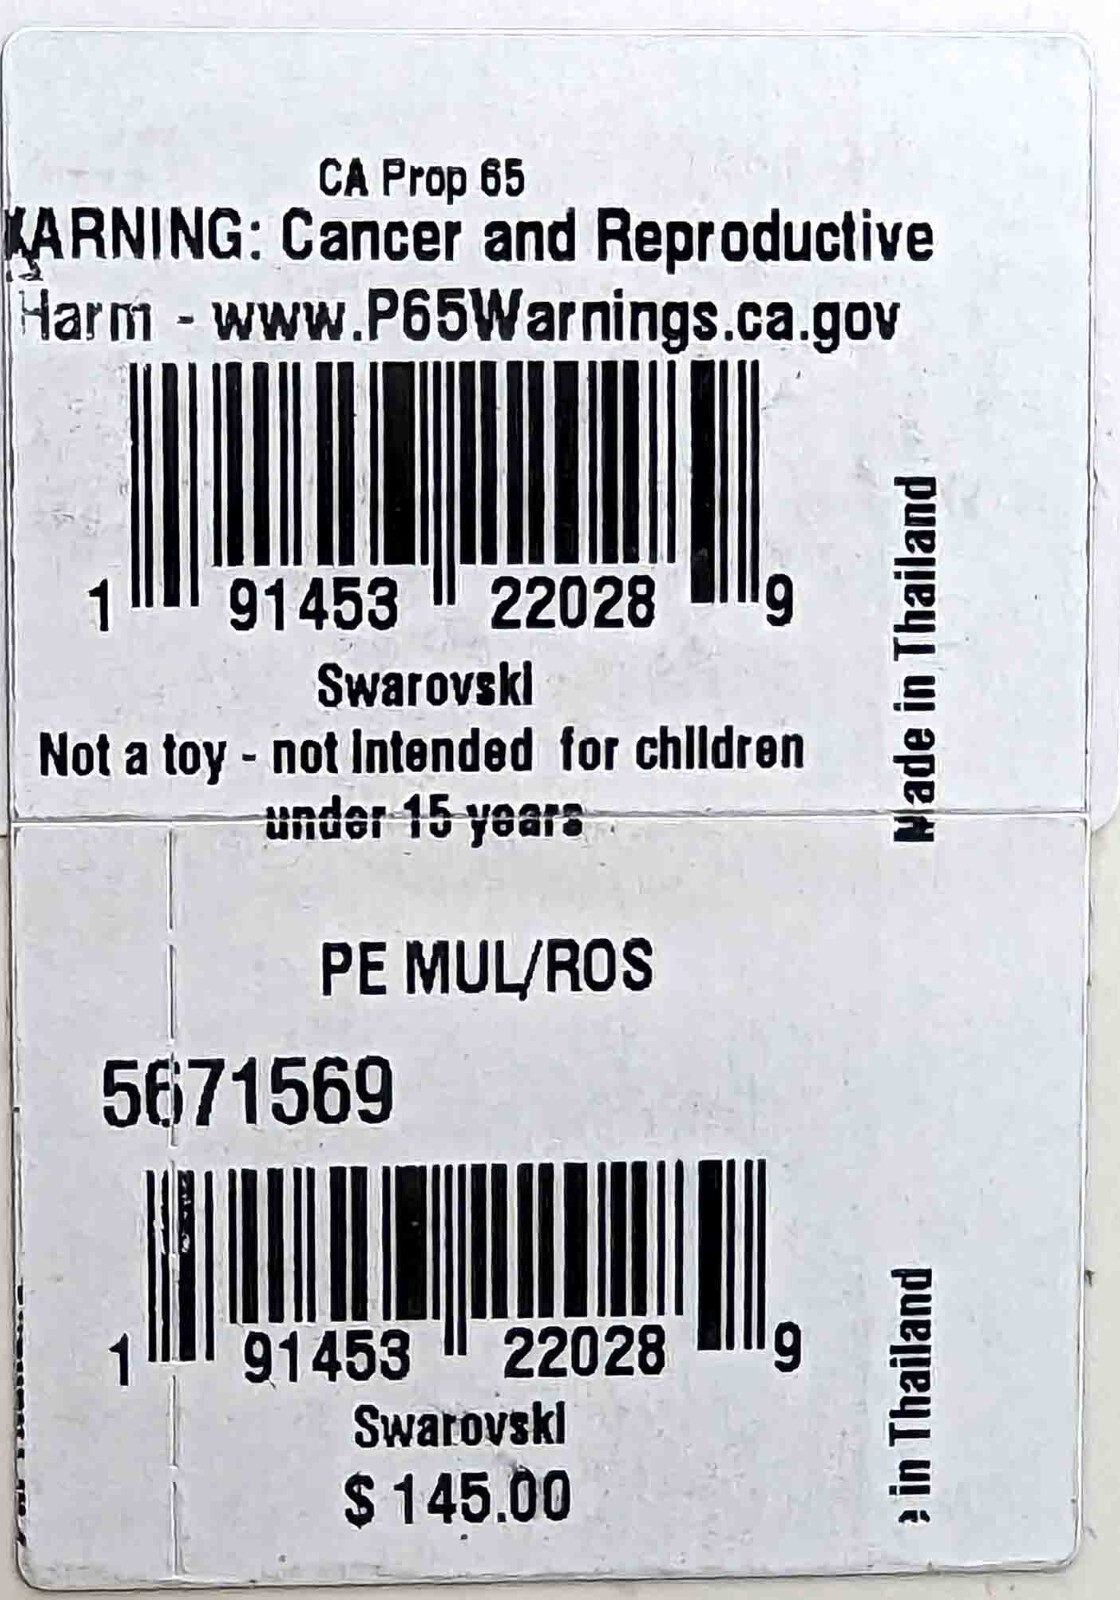 CA Prop 65
WARNING: Cancer and Reproductive
Harm - www.P65Warnings.ca.gov
1 91453 22028 9
Swarovski
Not a toy - not intended for children
under 15 years
Made in Thailand
PE MUL/ROS
5671569
1 91453 22028 9
Swarovski
$ 145.00
in Thailand